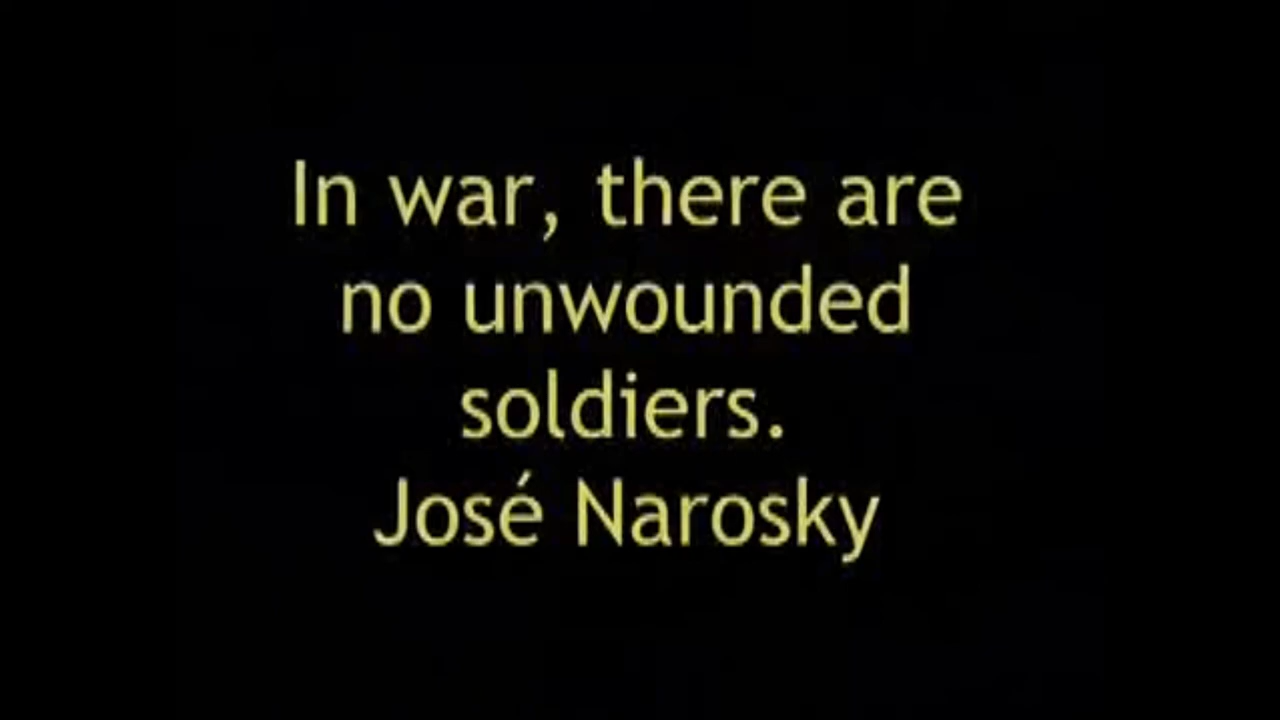 In war, there are
no unwounded
soldiers.
José Narosky